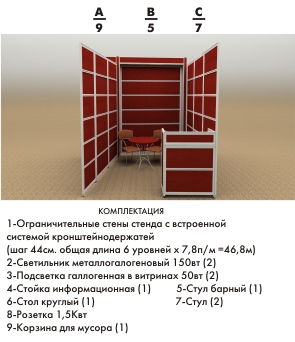 A B C
9 5 7
КОМПЛЕКТАЦИЯ
1-Ограничительные стены стенда с встроенной
системой кронштейнодержатей
(шаг 44см. общая длина 6 уровней х 7,8п/м =46,8м)
2-Светильник металлогалогеновый 150вт (2)
3-Подсветка галлогенная в витринах 50вт (2)
4-Стойка информационная (1) 5-Стул барный (1)
6-Стол круглый (1) 7-Стул (2)
8-Розетка 1,5Квт
9-Корзина для мусора (1)